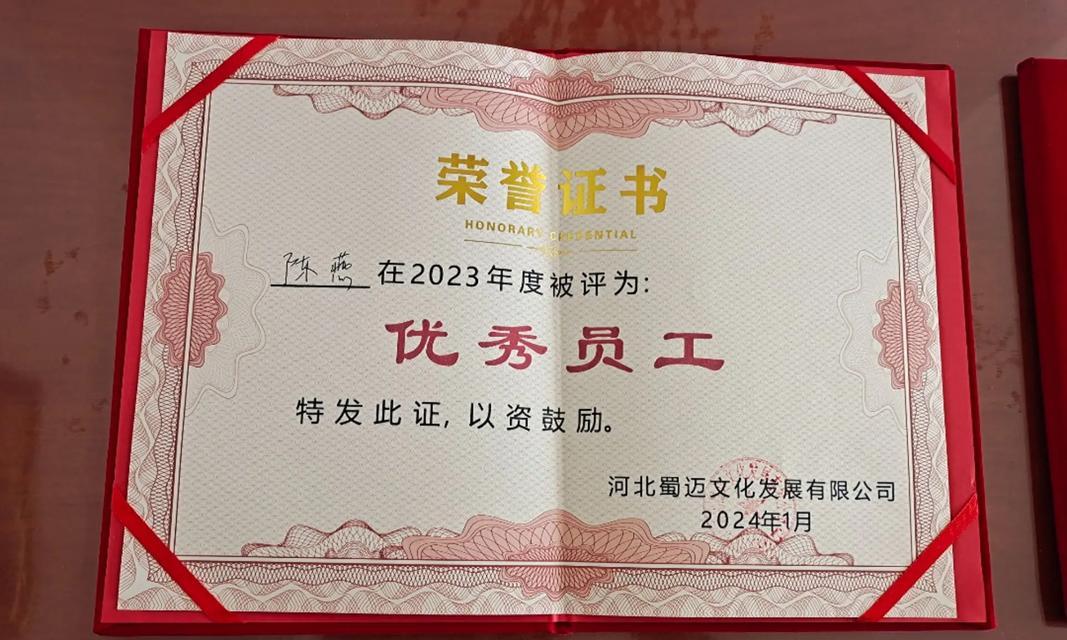 荣誉证书
HONORARY CREDENTIAL
陈燕 在2023年度被评为:
优秀员工
特发此证, 以资鼓励。
河北蜀迈文化发展有限公司
2024年1月